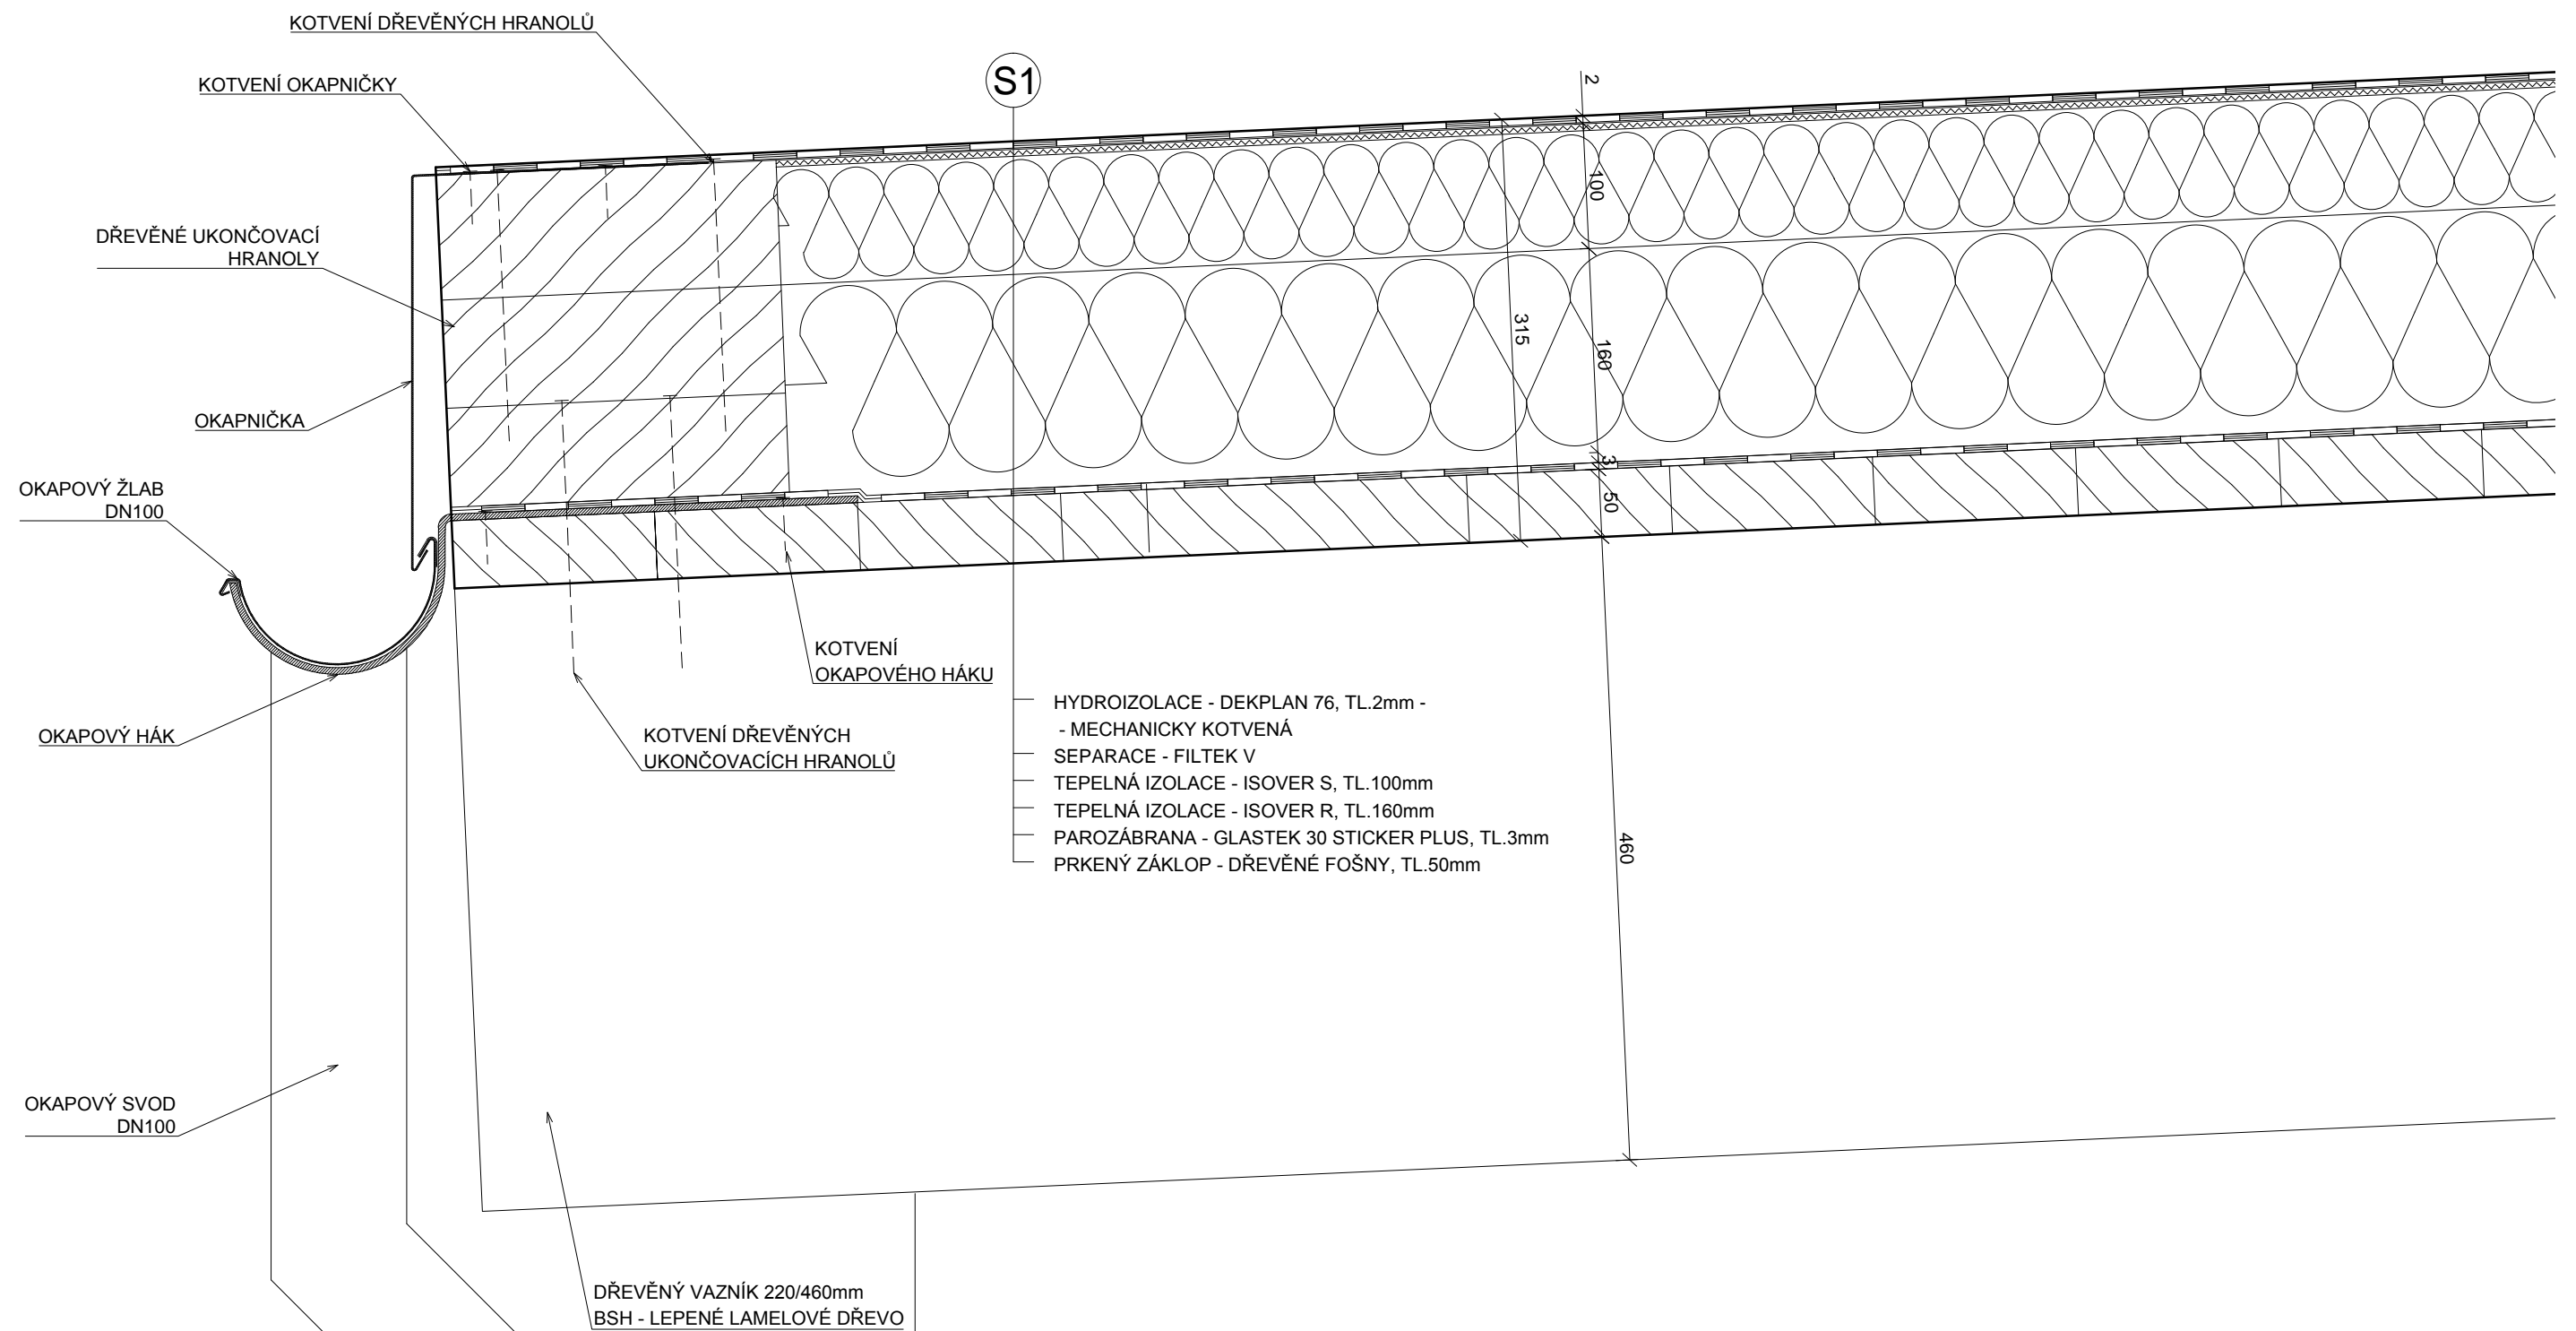 KOTVENÍ DŘEVĚNÝCH HRANOLŮ
KOTVENÍ OKAPNIČKY
S1
2
100
DŘEVĚNÉ UKONČOVACÍ
HRANOLY
315
160
OKAPNIČKA
3
50
OKAPOVÝ ŽLAB
DN100
KOTVENÍ
OKAPOVÉHO HÁKU
OKAPOVÝ HÁK
KOTVENÍ DŘEVĚNÝCH
UKONČOVACÍCH HRANOLŮ
HYDROIZOLACE - DEKPLAN 76, TL.2mm -
- MECHANICKY KOTVENÁ
SEPARACE - FILTEK V
TEPELNÁ IZOLACE - ISOVER S, TL.100mm
TEPELNÁ IZOLACE - ISOVER R, TL.160mm
PAROZÁBRANA - GLASTEK 30 STICKER PLUS, TL.3mm
PRKENÝ ZÁKLOP - DŘEVĚNÉ FOŠNY, TL.50mm
460
OKAPOVÝ SVOD
DN100
DŘEVĚNÝ VAZNÍK 220/460mm
BSH - LEPENÉ LAMELOVÉ DŘEVO